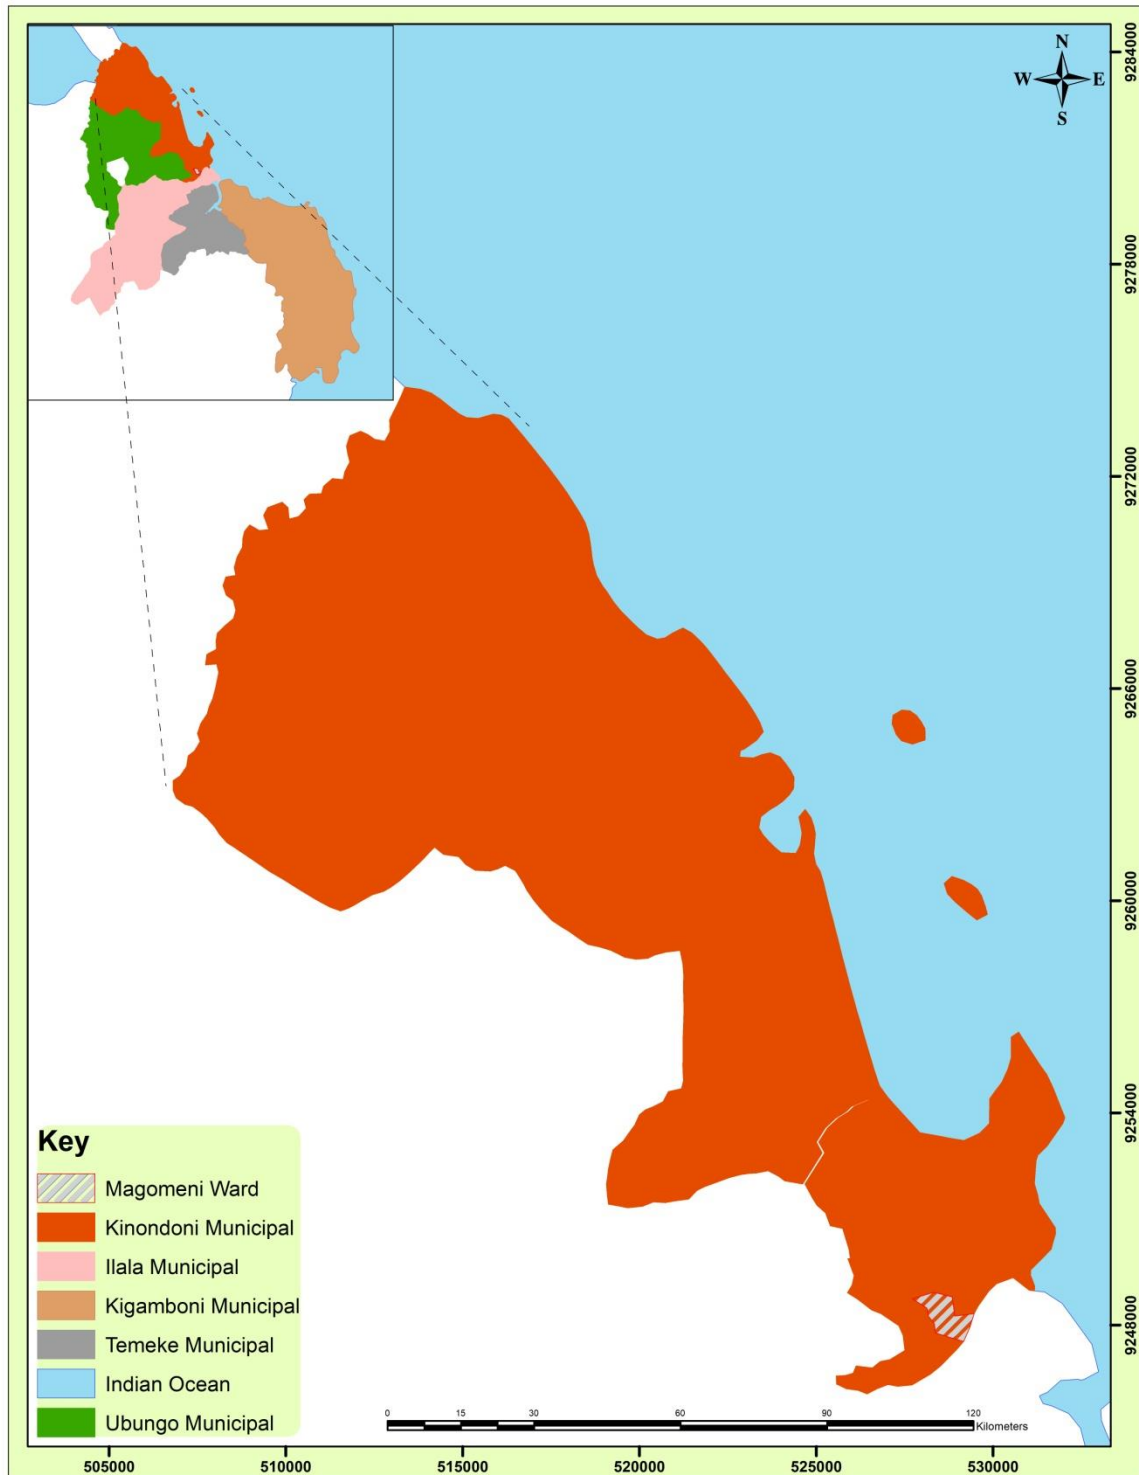 N
W E
S
9284000
9278000
9272000
9266000
9260000
9254000
9248000
Key
Magomeni Ward
Kinondoni Municipal
Ilala Municipal
Kigamboni Municipal
Temeke Municipal
Indian Ocean
Ubungo Municipal
0 15 30 60 90 120
Kilometers
505000 510000 515000 520000 525000 530000